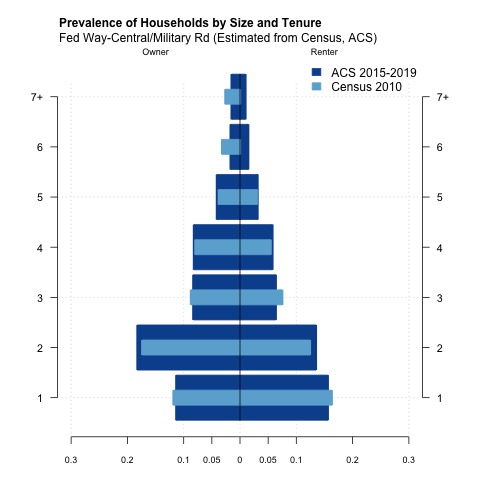 Prevalence of Households by Size and Tenure
Fed Way-Central/Military Rd (Estimated from Census, ACS)
Owner Renter
ACS 2015-2019
Census 2010
7+ 7+
6 6
5 5
4 4
3 3
2 2
1 1
0.3 0.2 0.1 0.05 0 0.05 0.1 0.2 0.3